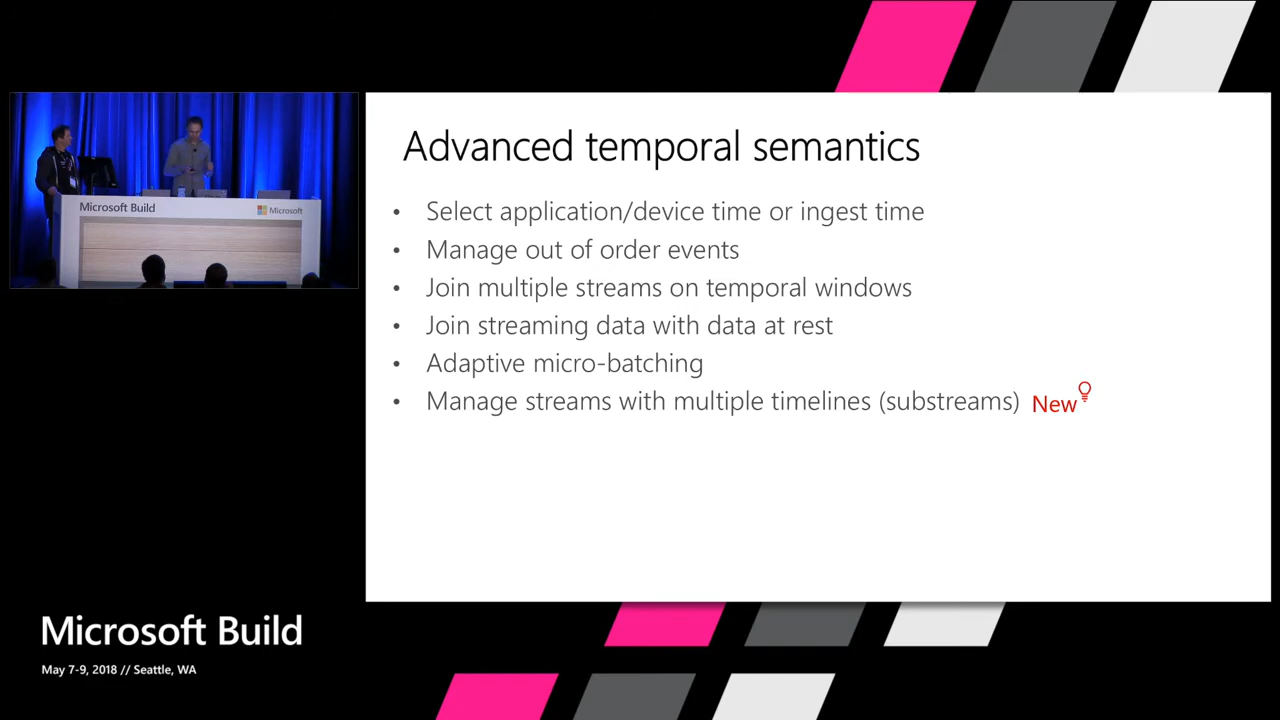 Microsoft Build
Microsoft
Advanced temporal semantics
• Select application/device time or ingest time
• Manage out of order events
• Join multiple streams on temporal windows
• Join streaming data with data at rest
• Adaptive micro-batching
• Manage streams with multiple timelines (substreams) New
Microsoft Build
May 7-9, 2018 // Seattle, WA